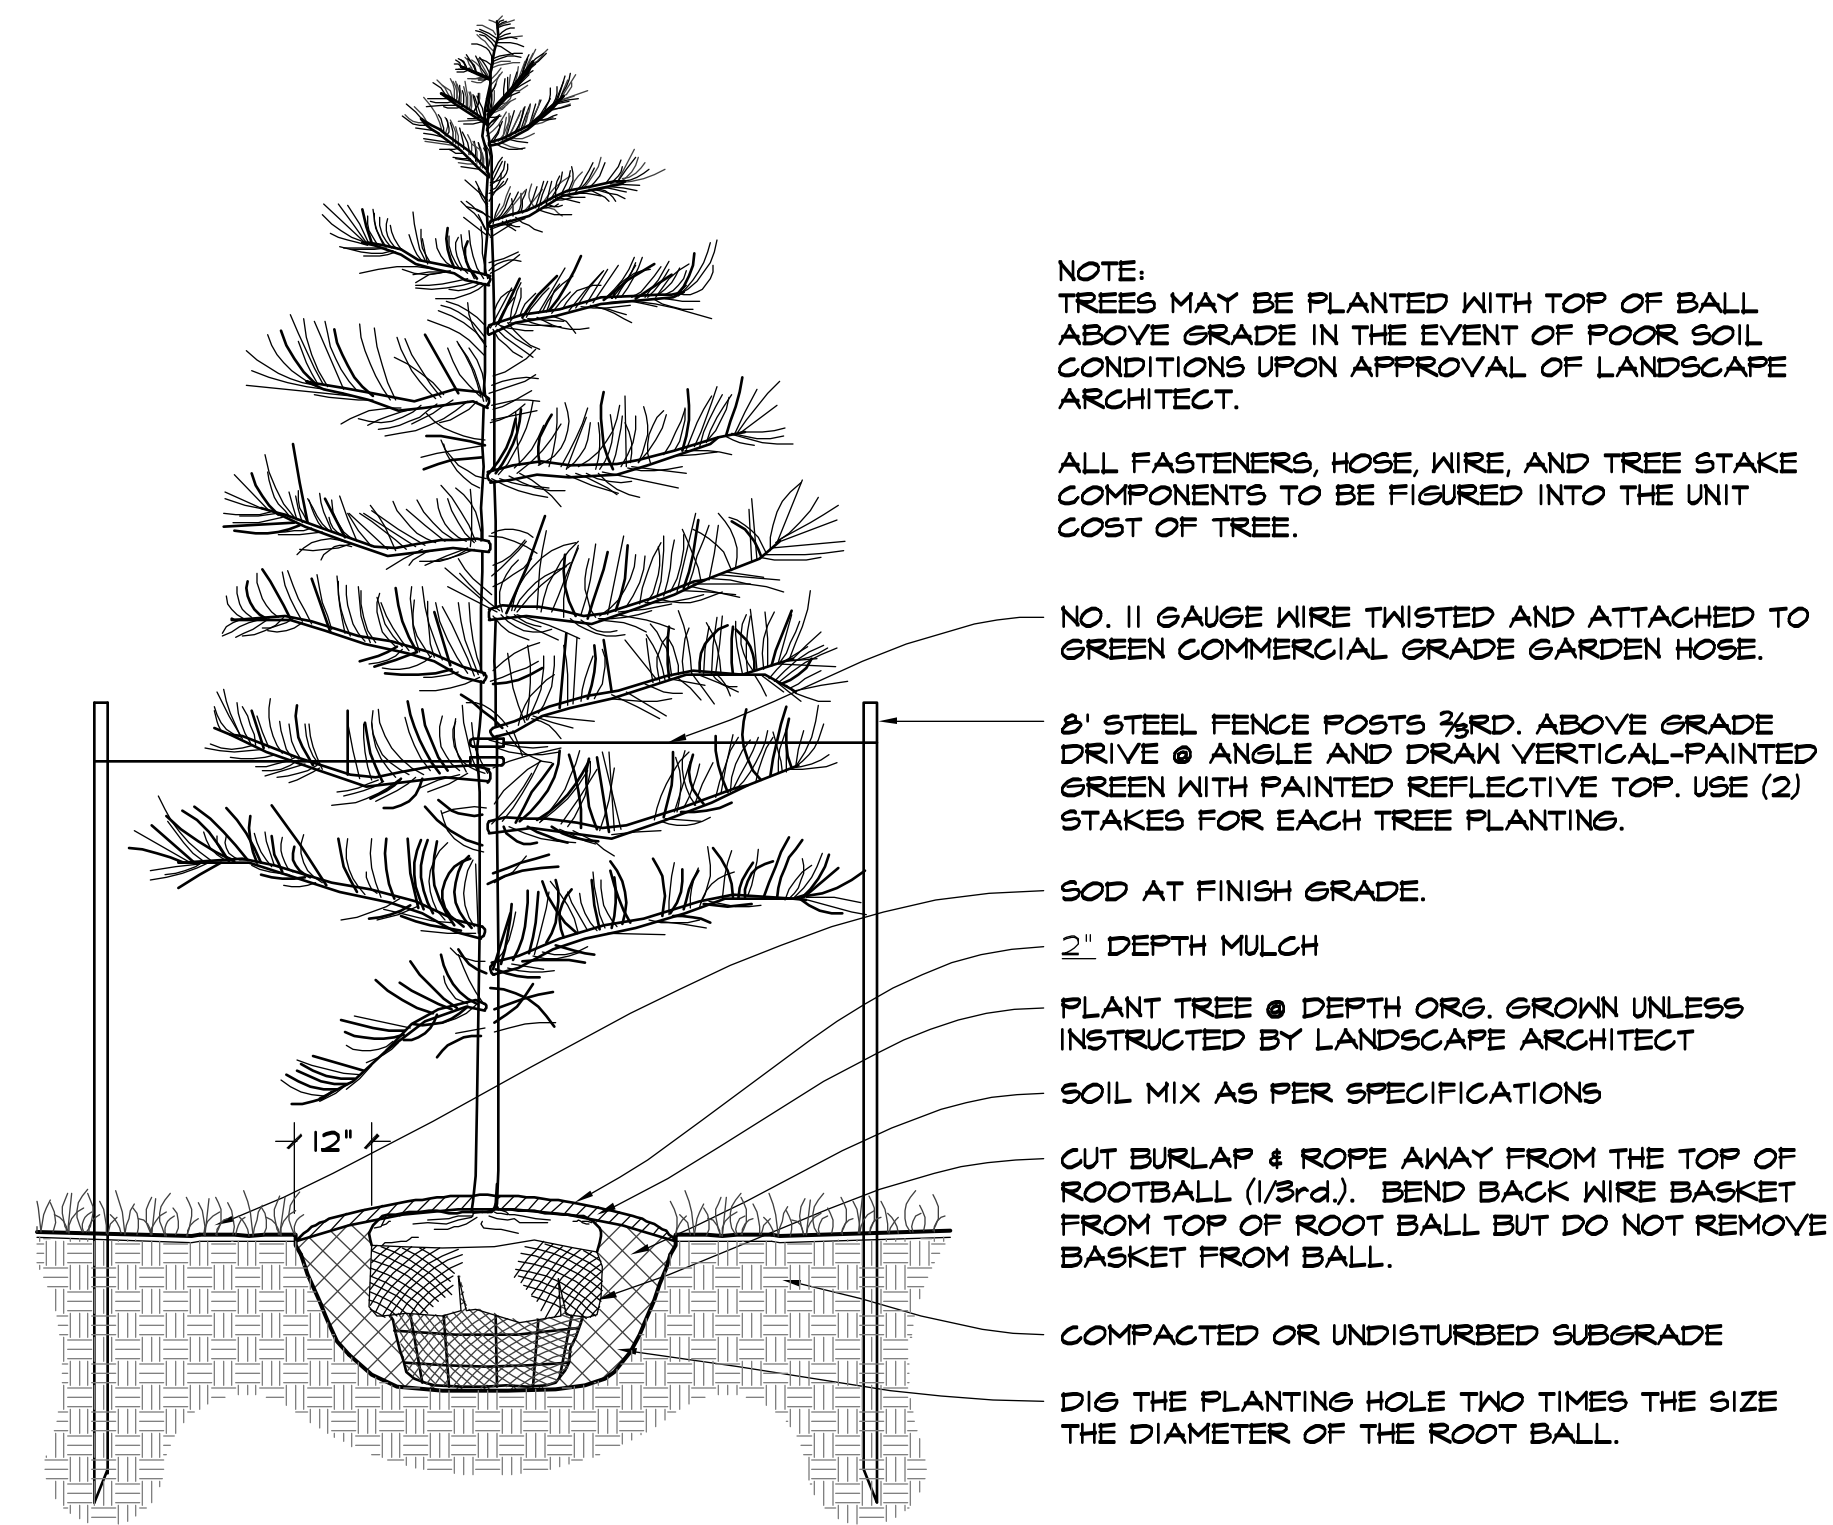 NOTE:
TREES MAY BE PLANTED WITH TOP OF BALL
ABOVE GRADE IN THE EVENT OF POOR SOIL
CONDITIONS UPON APPROVAL OF LANDSCAPE
ARCHITECT.
ALL FASTENERS, HOSE, WIRE, AND TREE STAKE
COMPONENTS TO BE FIGURED INTO THE UNIT
COST OF TREE.
NO. 11 GAUGE WIRE TWISTED AND ATTACHED TO
GREEN COMMERCIAL GRADE GARDEN HOSE.
8' STEEL FENCE POSTS ⅔RD. ABOVE GRADE
DRIVE @ ANGLE AND DRAW VERTICAL-PAINTED
GREEN WITH PAINTED REFLECTIVE TOP. USE (2)
STAKES FOR EACH TREE PLANTING.
SOD AT FINISH GRADE.
2" DEPTH MULCH
PLANT TREE @ DEPTH ORG. GROWN UNLESS
INSTRUCTED BY LANDSCAPE ARCHITECT
SOIL MIX AS PER SPECIFICATIONS
12"
CUT BURLAP & ROPE AWAY FROM THE TOP OF
ROOTBALL (1/3rd.). BEND BACK WIRE BASKET
FROM TOP OF ROOT BALL BUT DO NOT REMOVE
BASKET FROM BALL.
COMPACTED OR UNDISTURBED SUBGRADE
DIG THE PLANTING HOLE TWO TIMES THE SIZE
THE DIAMETER OF THE ROOT BALL.